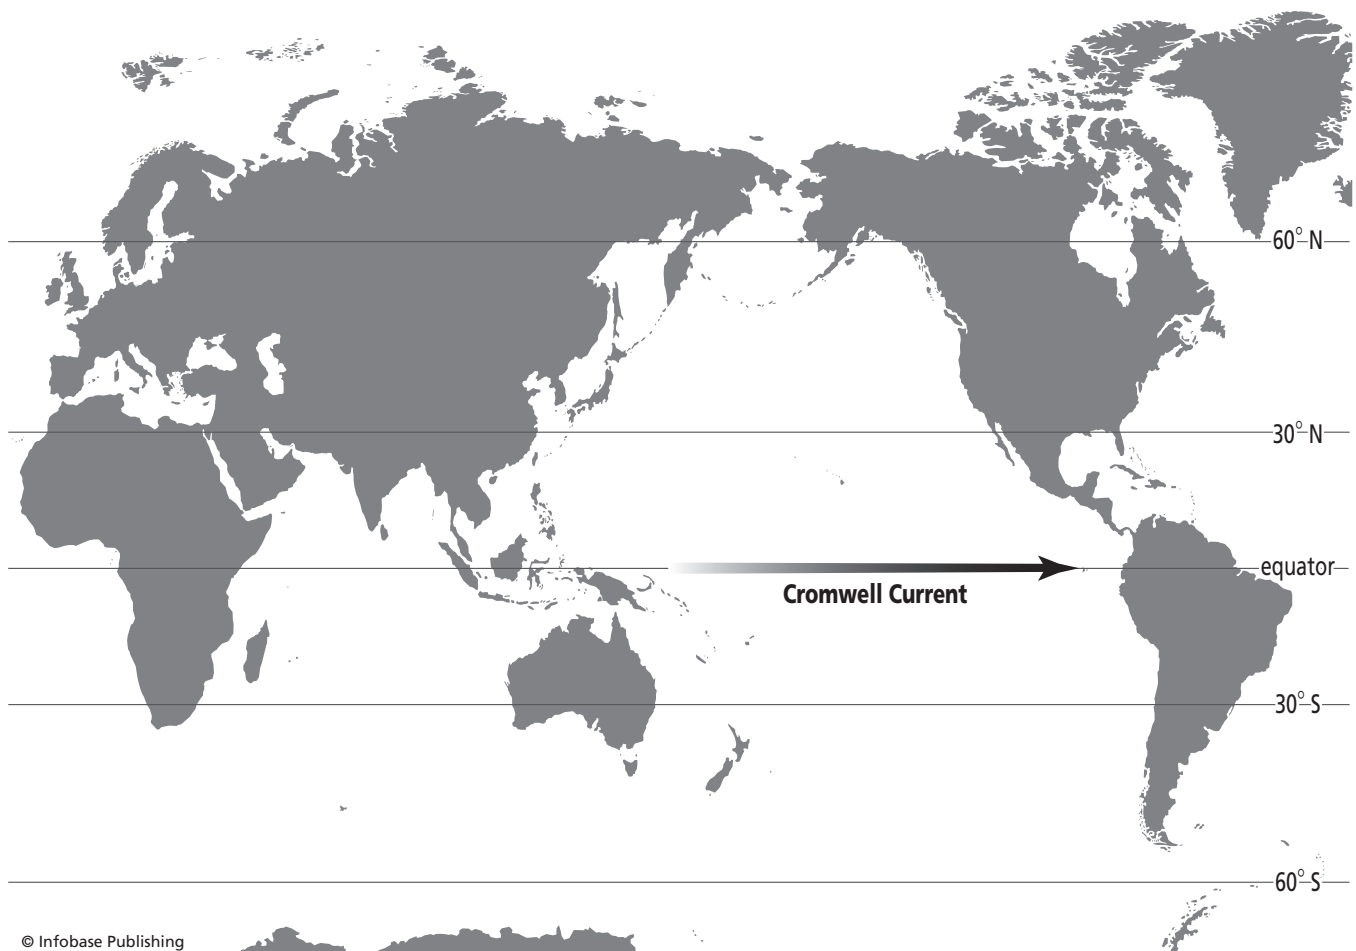 60° N
30° N
equator
Cromwell Current
30° S
60° S
© Infobase Publishing